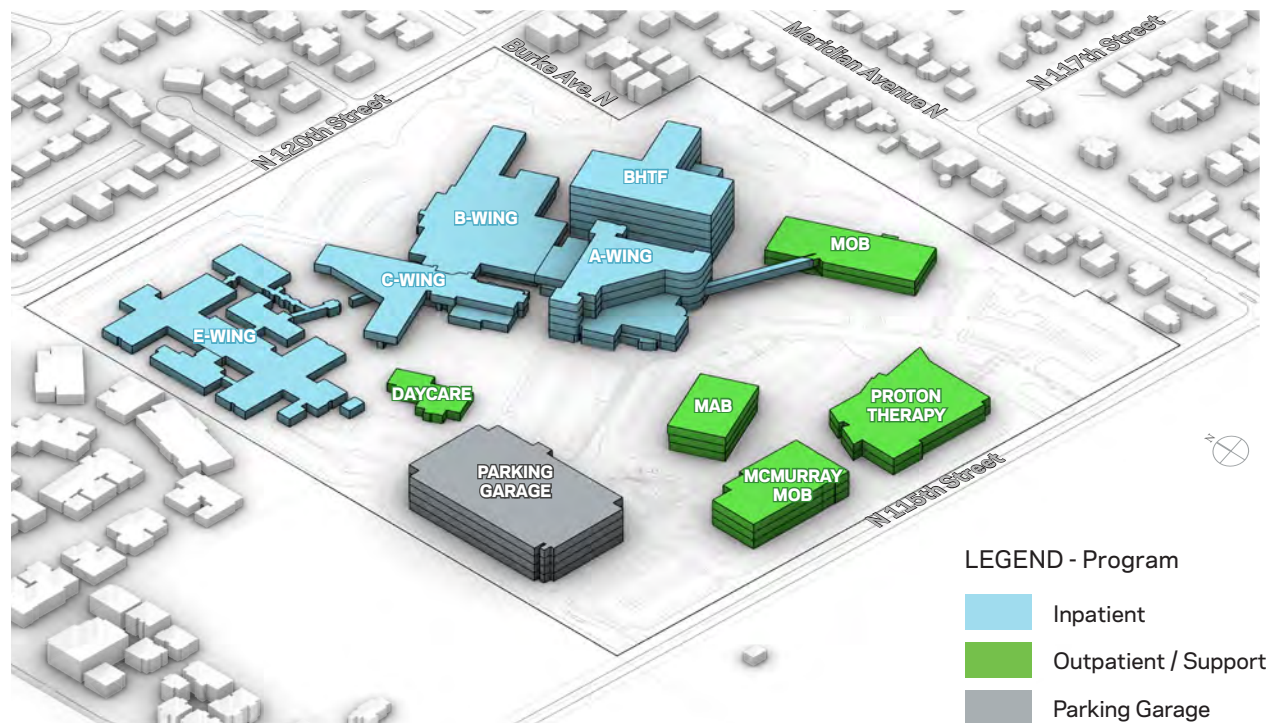 Burke Ave. N
Meridian Avenue N
N 117th Street
N 120th Street
BHTF
B-WING
MOB
A-WING
C-WING
E-WING
DAYCARE
MAB
PROTON
THERAPY
PARKING
GARAGE
MCMURRAY
MOB
N
N 115th Street
LEGEND - Program
Inpatient
Outpatient / Support
Parking Garage